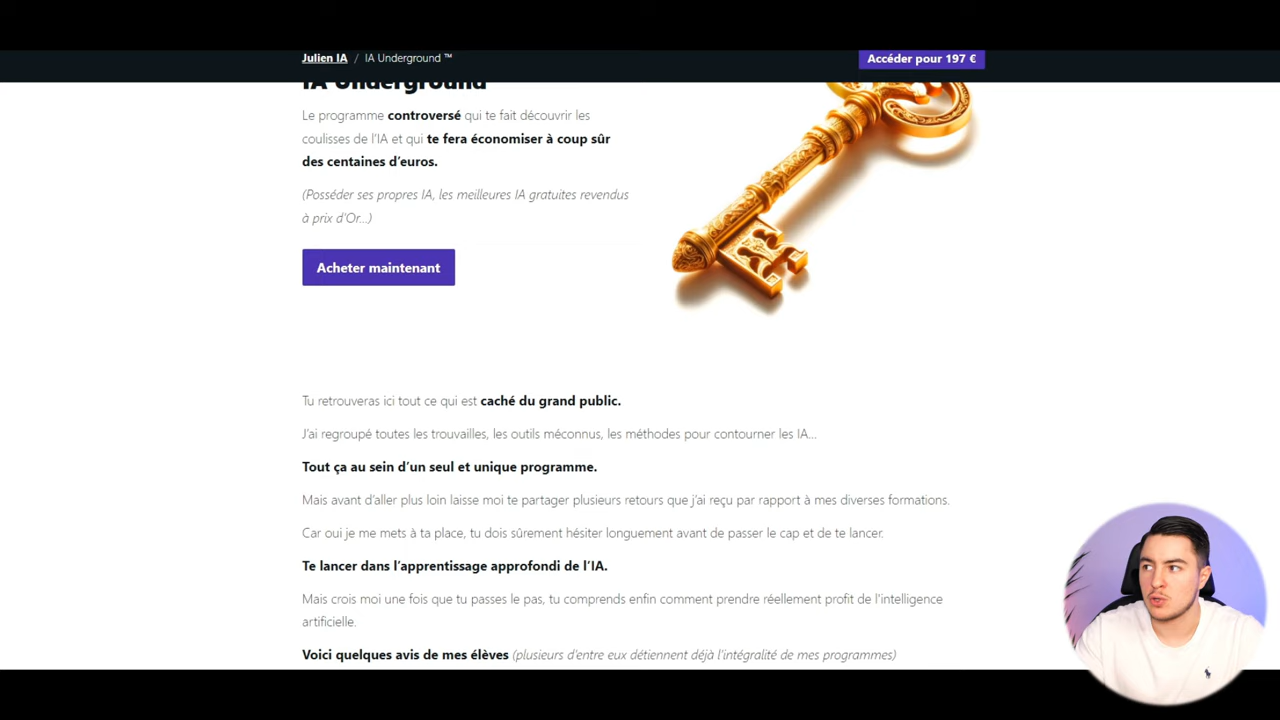 Julien IA / IA Underground ™
Accéder pour 197 €
IA Underground
Le programme controversé qui te fait découvrir les
coulisses de l'IA et qui te fera économiser à coup sûr
des centaines d'euros.
(Posséder ses propres IA, les meilleures IA gratuites revendus
à prix d'Or...)
Acheter maintenant
Tu retrouveras ici tout ce qui est caché du grand public.
J'ai regroupé toutes les trouvailles, les outils méconnus, les méthodes pour contourner les IA...
Tout ça au sein d'un seul et unique programme.
Mais avant d'aller plus loin laisse moi te partager plusieurs retours que j'ai reçu par rapport à mes diverses formations.
Car oui je me mets à ta place, tu dois sûrement hésiter longuement avant de passer le cap et de te lancer.
Te lancer dans l'apprentissage approfondi de l'IA.
Mais crois moi une fois que tu passes le pas, tu comprends enfin comment prendre réellement profit de l'intelligence
artificielle.
Voici quelques avis de mes élèves (plusieurs d'entre eux détiennent déjà l'intégralité de mes programmes)